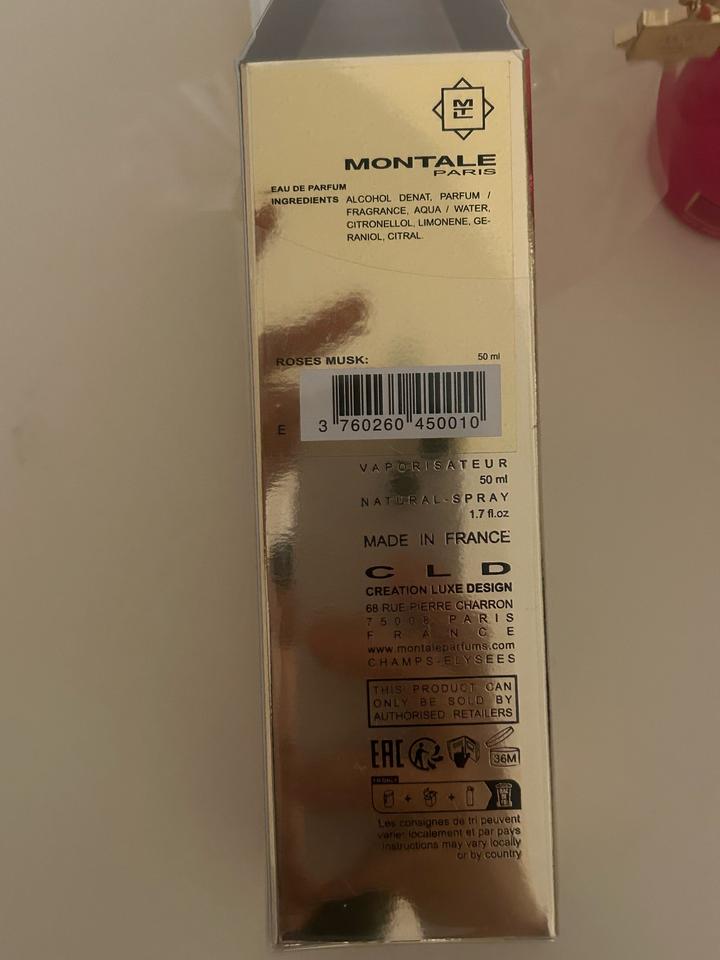 MTL
MONTALE
PARIS
EAU DE PARFUM
INGREDIENTS ALCOHOL DENAT, PARFUM /
FRAGRANCE, AQUA / WATER,
CITRONELLOL, LIMONENE, GE-
RANIOL, CITRAL.
ROSES MUSK: 50 ml
E 3 760260 450010
VAPORISATEUR
50 ml
NATURAL-SPRAY
1.7 fl.oz
MADE IN FRANCE
CLD
CREATION LUXE DESIGN
68 RUE PIERRE CHARRON
75008 PARIS
FRANCE
www.montaleparfums.com
CHAMPS-ELYSEES
THIS PRODUCT CAN
ONLY BE SOLD BY
AUTHORISED RETAILERS
EAC 36M
+ +
Les consignes de tri peuvent
varier localement et par pays
Instructions may vary locally
or by country